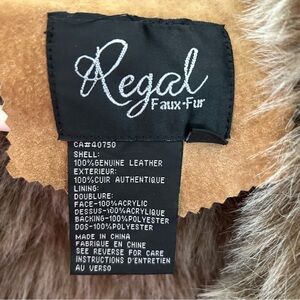 Regal
Faux-Fur
CA#40750
SHELL:
100%GENUINE LEATHER
EXTERIEUR:
100%CUIR AUTHENTIQUE
LINING:
DOUBLURE:
FACE-100%ACRYLIC
DESSUS-100%ACRYLIQUE
BACKING-100%POLYESTER
DOS-100%POLYESTER
MADE IN CHINA
FABRIQUE EN CHINE
SEE REVERSE FOR CARE
INSTRUCTIONS D'ENTRETIEN
AU VERSO